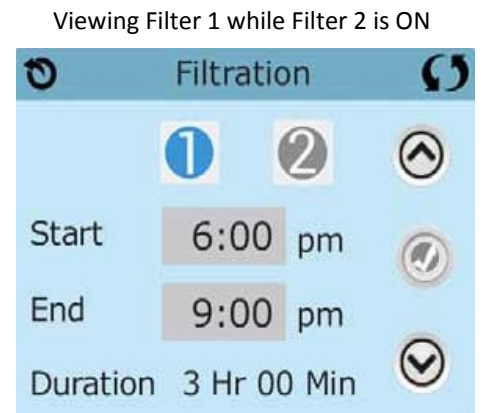 Viewing Filter 1 while Filter 2 is ON
Filtration
1 2
Start 6:00 pm
End 9:00 pm
Duration 3 Hr 00 Min